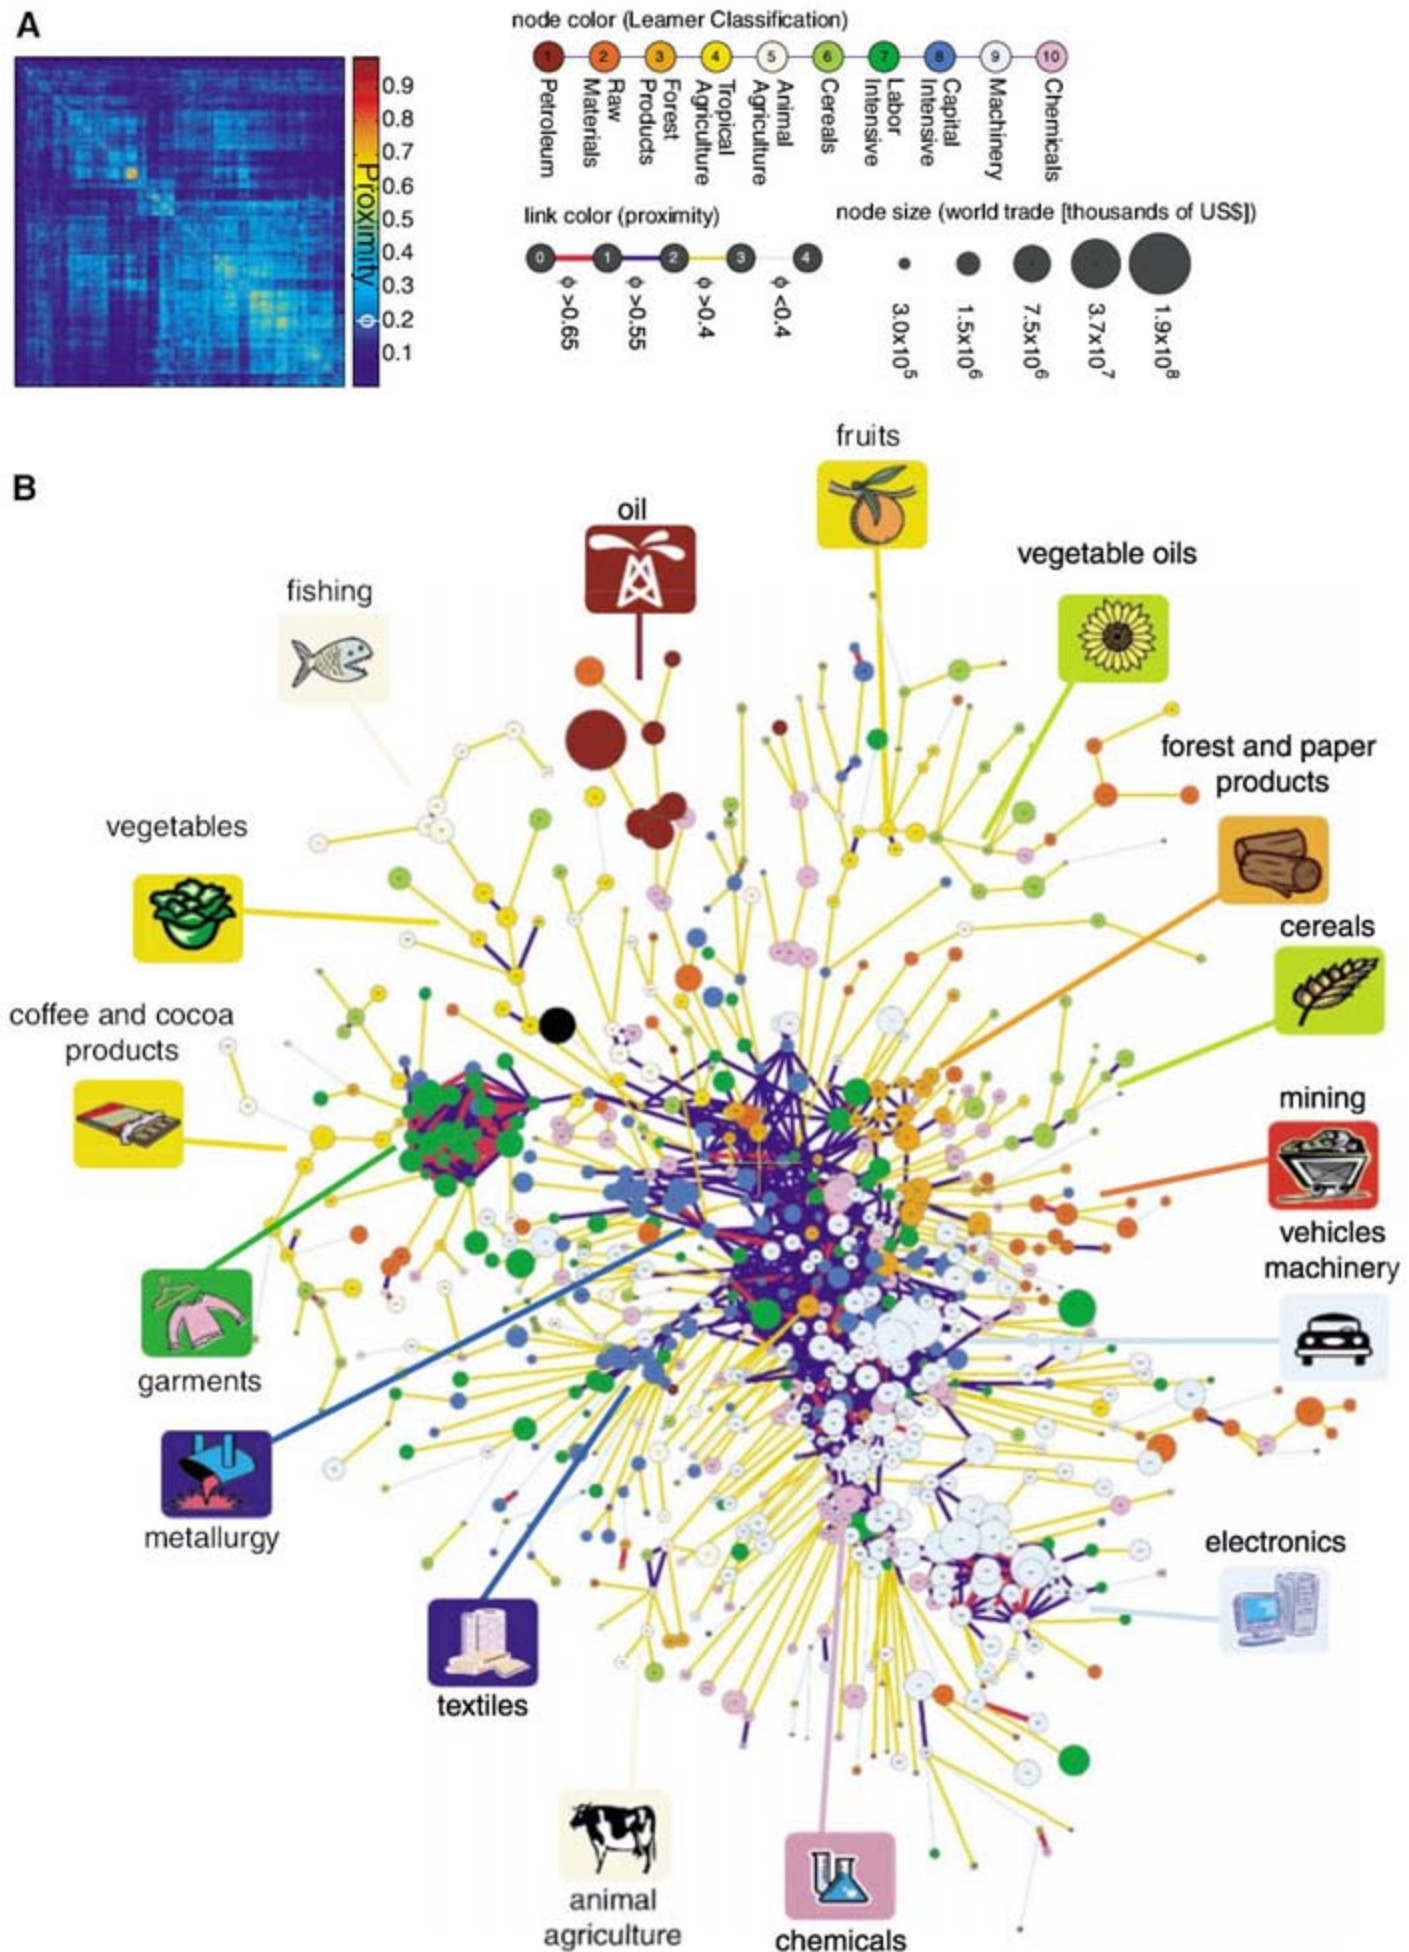 A
0.9
0.8
0.7
0.6
0.5
0.4
0.3
0.2
0.1
Proximity φ
node color (Leamer Classification)
1 2 3 4 5 6 7 8 9 10
Petroleum
Raw
Materials
Forest
Products
Tropical
Agriculture
Animal
Agriculture
Cereals
Labor
Intensive
Capital
Intensive
Machinery
Chemicals
link color (proximity)
0 1 2 3 4
φ >0.65
φ >0.55
φ >0.4
φ <0.4
node size (world trade [thousands of US$])
3.0x10⁵
1.5x10⁶
7.5x10⁶
3.7x10⁷
1.9x10⁸
B
fruits
oil
vegetable oils
fishing
forest and paper
products
vegetables
cereals
coffee and cocoa
products
mining
vehicles
machinery
garments
metallurgy
electronics
textiles
animal
agriculture
chemicals